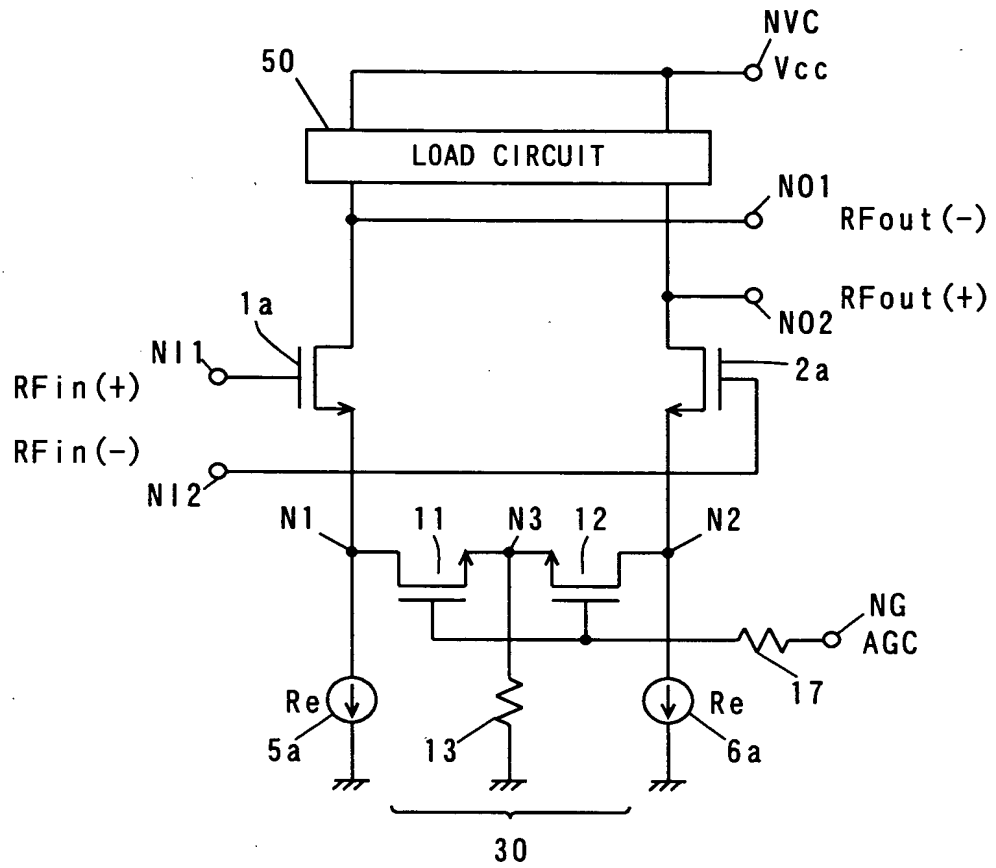 NVC
50
Vcc
LOAD CIRCUIT
NO1
RFout(-)
1a
RFout(+)
NO2
NI1
2a
RFin(+)
RFin(-)
NI2
N1
11
N3
12
N2
NG
AGC
17
Re
5a
13
Re
6a
30